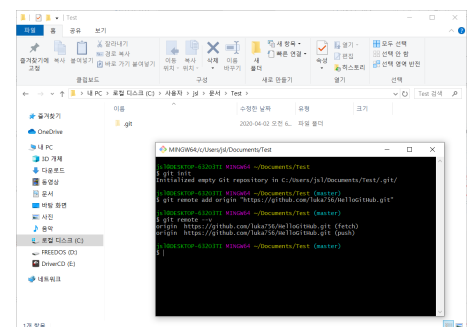 Test
파일 홈 공유 보기
즐겨찾기에 고정
복사
붙여넣기
잘라내기
경로 복사
바로 가기 붙여넣기
이동 위치
복사 위치
삭제
이름 바꾸기
새 폴더
새 항목
빠른 연결
속성
열기
편집
히스토리
모두 선택
선택 안 함
선택 영역 반전
클립보드 구성 새로 만들기 열기 선택
내 PC > 로컬 디스크 (C:) > 사용자 > jsl > 문서 > Test
Test 검색
이름 수정한 날짜 유형 크기
.git 2020-04-02 오전 6... 파일 폴더
즐겨찾기
OneDrive
내 PC
3D 개체
다운로드
동영상
문서
바탕 화면
사진
음악
로컬 디스크 (C:)
FREEDOS (D:)
DriverCD (E:)
네트워크
1개 항목
MINGW64:/c/Users/jsl/Documents/Test
jsl@DESKTOP-632O3TI MINGW64 ~/Documents/Test
$ git init
Initialized empty Git repository in C:/Users/jsl/Documents/Test/.git/
jsl@DESKTOP-632O3TI MINGW64 ~/Documents/Test (master)
$ git remote add origin "https://github.com/luka756/HelloGitHub.git"
jsl@DESKTOP-632O3TI MINGW64 ~/Documents/Test (master)
$ git remote --v
origin https://github.com/luka756/HelloGitHub.git (fetch)
origin https://github.com/luka756/HelloGitHub.git (push)
jsl@DESKTOP-632O3TI MINGW64 ~/Documents/Test (master)
$